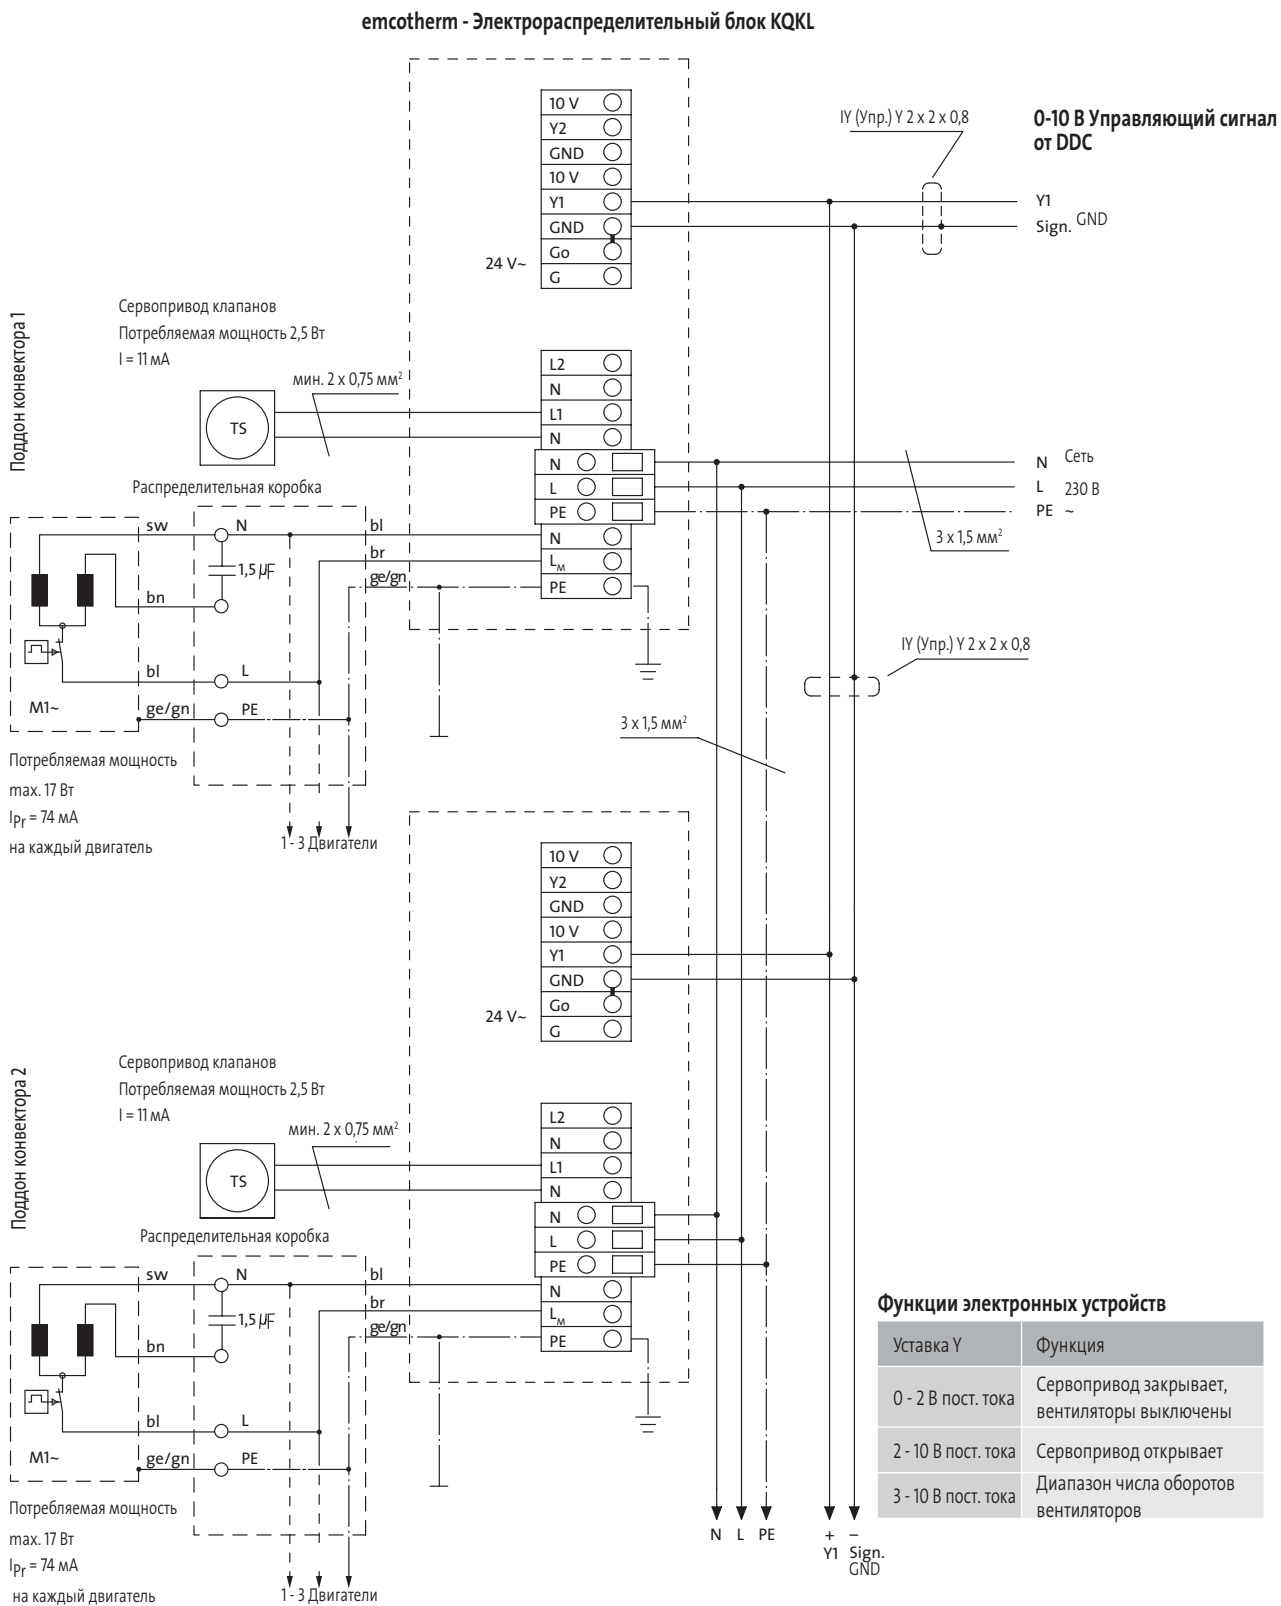 emcotherm - Электрораспределительный блок KQKL
10 V
Y2
GND
10 V
Y1
GND
Go
G
24 V~
IY (Упр.) Y 2 x 2 x 0,8
0-10 В Управляющий сигнал
от DDC
Y1
Sign. GND
Поддон конвектора 1
Сервопривод клапанов
Потребляемая мощность 2,5 Вт
I = 11 мА
мин. 2 x 0,75 мм²
TS
L2
N
L1
N
N
L
PE
N
LM
PE
N Сеть
L 230 В
PE ~
3 x 1,5 мм²
Распределительная коробка
sw
N
bl
br
1,5 µF
ge/gn
bn
bl
L
M1~
ge/gn
PE
IY (Упр.) Y 2 x 2 x 0,8
3 x 1,5 мм²
Потребляемая мощность
max. 17 Вт
IPr = 74 мА
на каждый двигатель
1 - 3 Двигатели
10 V
Y2
GND
10 V
Y1
GND
Go
G
24 V~
Поддон конвектора 2
Сервопривод клапанов
Потребляемая мощность 2,5 Вт
I = 11 мА
мин. 2 x 0,75 мм²
TS
L2
N
L1
N
N
L
PE
N
LM
PE
Распределительная коробка
sw
N
bl
br
1,5 µF
ge/gn
bn
bl
L
M1~
ge/gn
PE
Потребляемая мощность
max. 17 Вт
IPr = 74 мА
на каждый двигатель
1 - 3 Двигатели
N L PE
+ –
Y1 Sign.
GND
Функции электронных устройств
Уставка Y Функция
0 - 2 В пост. тока Сервопривод закрывает,
вентиляторы выключены
2 - 10 В пост. тока Сервопривод открывает
3 - 10 В пост. тока Диапазон числа оборотов
вентиляторов